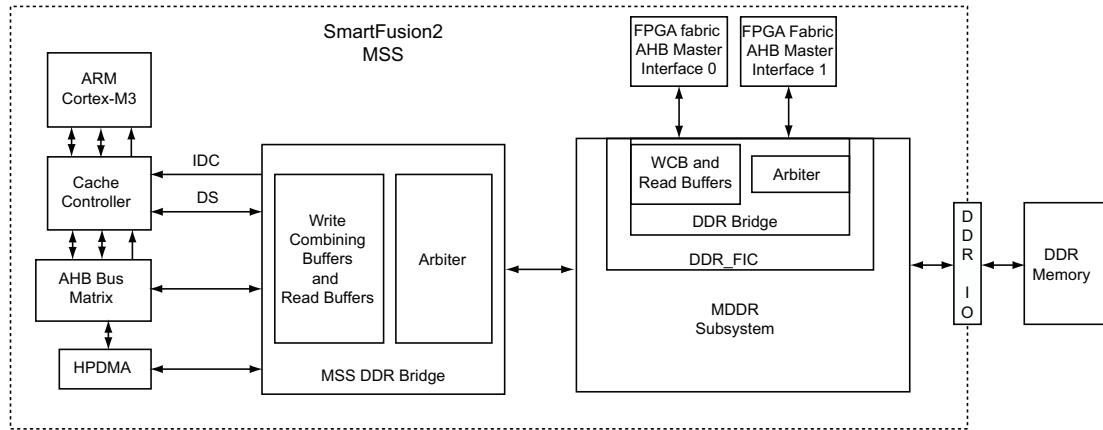 SmartFusion2
MSS
FPGA fabric
AHB Master
Interface 0
FPGA Fabric
AHB Master
Interface 1
ARM
Cortex-M3
Cache
Controller
IDC
DS
AHB Bus
Matrix
HPDMA
Write
Combining
Buffers
and
Read Buffers
Arbiter
MSS DDR Bridge
WCB and
Read Buffers
Arbiter
DDR Bridge
DDR_FIC
MDDR
Subsystem
D
D
R
IO
DDR
Memory